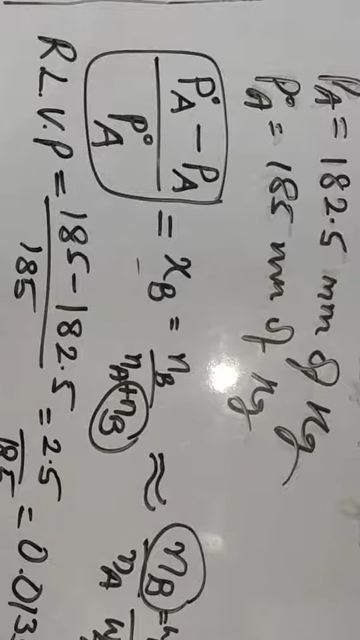 P_A = 182.5 mm of Hg
P°_A = 185 mm of Hg
(P°_A − P_A) / P°_A = x_B = n_B / (n_A + n_B) ≈ n_B / n_A =
R L.V.P = (185 − 182.5) / 185 = 2.5 / 185 = 0.013